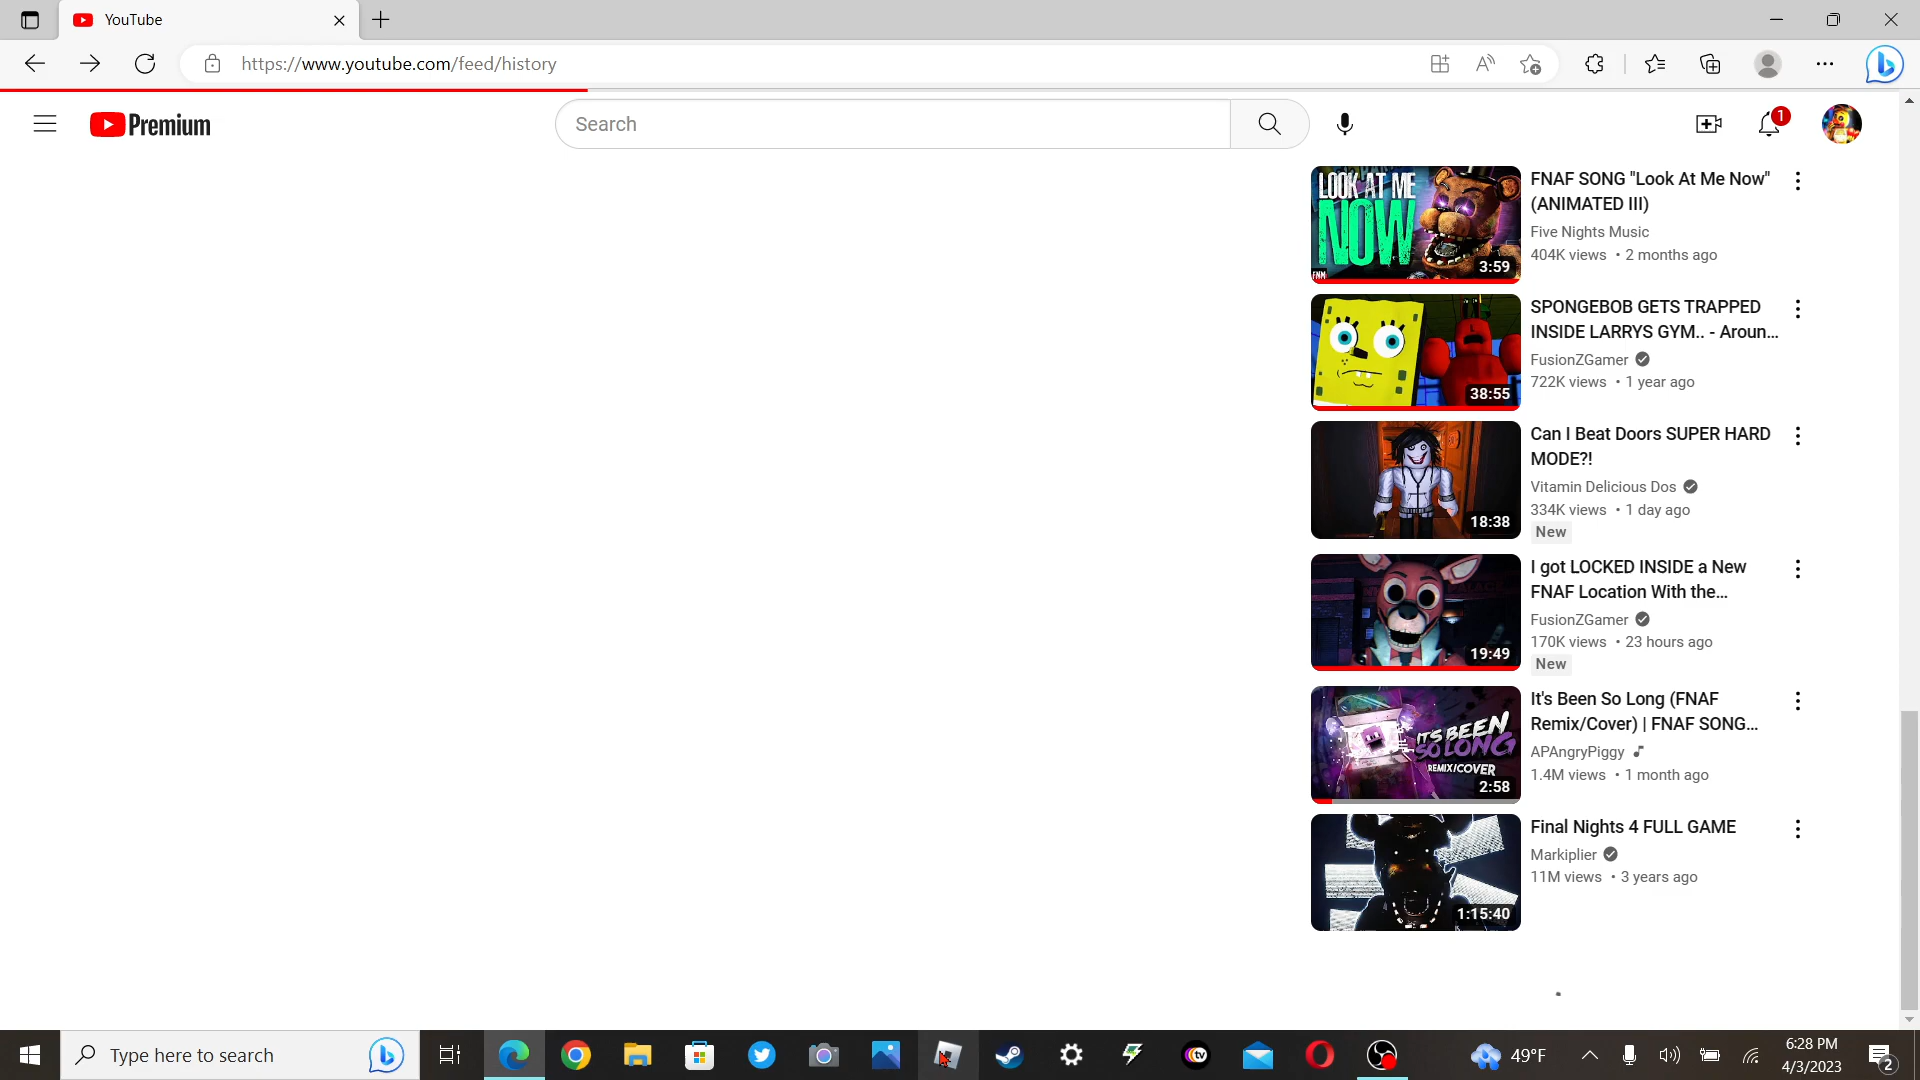 YouTube
https://www.youtube.com/feed/history
Premium
Search
1
LOOK AT ME
NOW
FNM
3:59
FNAF SONG "Look At Me Now"
(ANIMATED III)
Five Nights Music
404K views • 2 months ago
38:55
SPONGEBOB GETS TRAPPED
INSIDE LARRYS GYM.. - Aroun...
FusionZGamer
722K views • 1 year ago
18:38
Can I Beat Doors SUPER HARD
MODE?!
Vitamin Delicious Dos
334K views • 1 day ago
New
19:49
I got LOCKED INSIDE a New
FNAF Location With the...
FusionZGamer
170K views • 23 hours ago
New
IT'S BEEN
SO LONG
REMIX/COVER
2:58
It's Been So Long (FNAF
Remix/Cover) | FNAF SONG...
APAngryPiggy
1.4M views • 1 month ago
1:15:40
Final Nights 4 FULL GAME
Markiplier
11M views • 3 years ago
Type here to search
tv
49°F
6:28 PM
4/3/2023
2